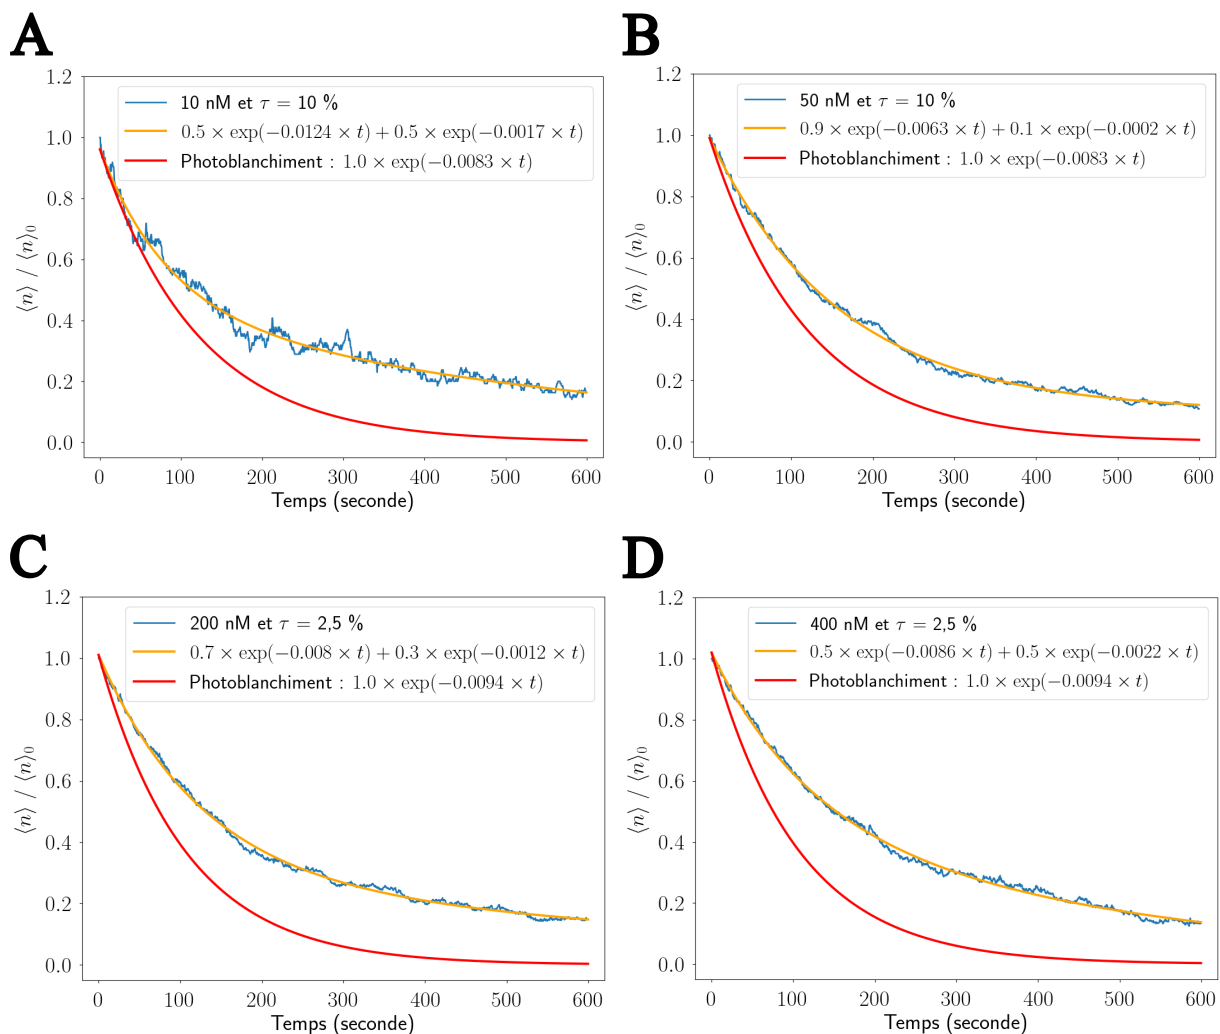 A
10 nM et τ = 10 %
0.5 × exp(−0.0124 × t) + 0.5 × exp(−0.0017 × t)
Photoblanchiment : 1.0 × exp(−0.0083 × t)
1.2
1.0
0.8
0.6
0.4
0.2
0.0
⟨n⟩ / ⟨n⟩₀
0 100 200 300 400 500 600
Temps (seconde)
B
50 nM et τ = 10 %
0.9 × exp(−0.0063 × t) + 0.1 × exp(−0.0002 × t)
Photoblanchiment : 1.0 × exp(−0.0083 × t)
1.2
1.0
0.8
0.6
0.4
0.2
0.0
⟨n⟩ / ⟨n⟩₀
0 100 200 300 400 500 600
Temps (seconde)
C
200 nM et τ = 2,5 %
0.7 × exp(−0.008 × t) + 0.3 × exp(−0.0012 × t)
Photoblanchiment : 1.0 × exp(−0.0094 × t)
1.2
1.0
0.8
0.6
0.4
0.2
0.0
⟨n⟩ / ⟨n⟩₀
0 100 200 300 400 500 600
Temps (seconde)
D
400 nM et τ = 2,5 %
0.5 × exp(−0.0086 × t) + 0.5 × exp(−0.0022 × t)
Photoblanchiment : 1.0 × exp(−0.0094 × t)
1.2
1.0
0.8
0.6
0.4
0.2
0.0
⟨n⟩ / ⟨n⟩₀
0 100 200 300 400 500 600
Temps (seconde)